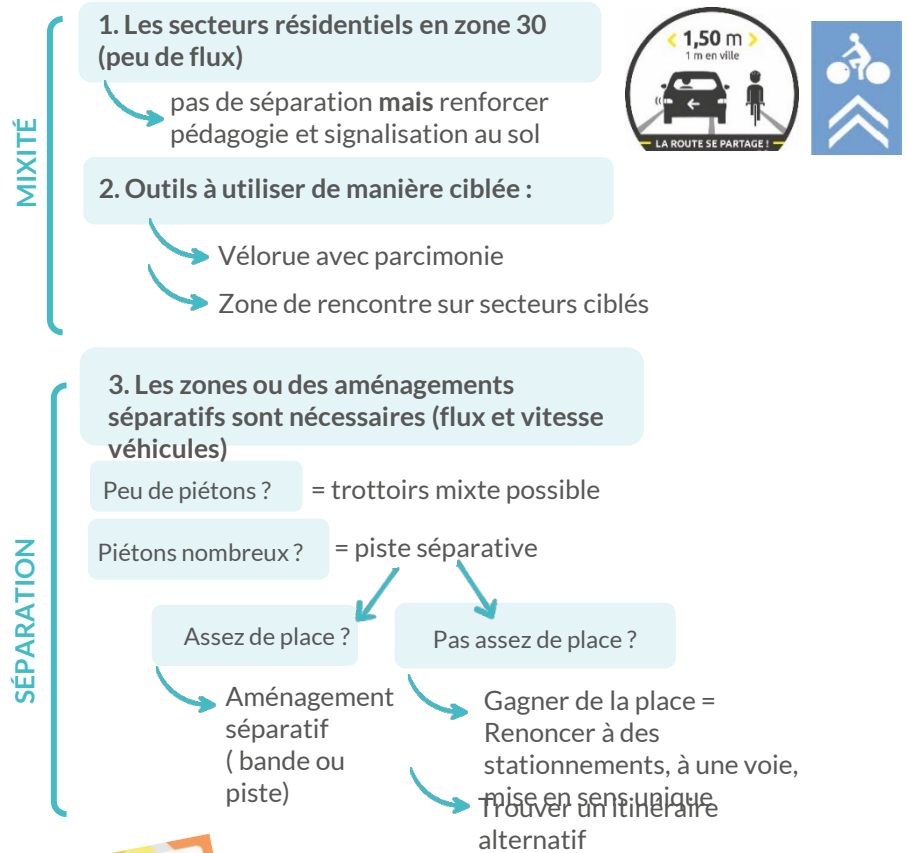 MIXITÉ
1. Les secteurs résidentiels en zone 30
(peu de flux)
pas de séparation mais renforcer
pédagogie et signalisation au sol
< 1,50 m >
1 m en ville
LA ROUTE SE PARTAGE !
2. Outils à utiliser de manière ciblée :
Vélorue avec parcimonie
Zone de rencontre sur secteurs ciblés
SÉPARATION
3. Les zones ou des aménagements
séparatifs sont nécessaires (flux et vitesse
véhicules)
Peu de piétons ? = trottoirs mixte possible
Piétons nombreux ? = piste séparative
Assez de place ?
Aménagement
séparatif
( bande ou
piste)
Pas assez de place ?
Gagner de la place =
Renoncer à des
stationnements, à une voie,
mise en sens unique
Trouver un itinéraire
alternatif